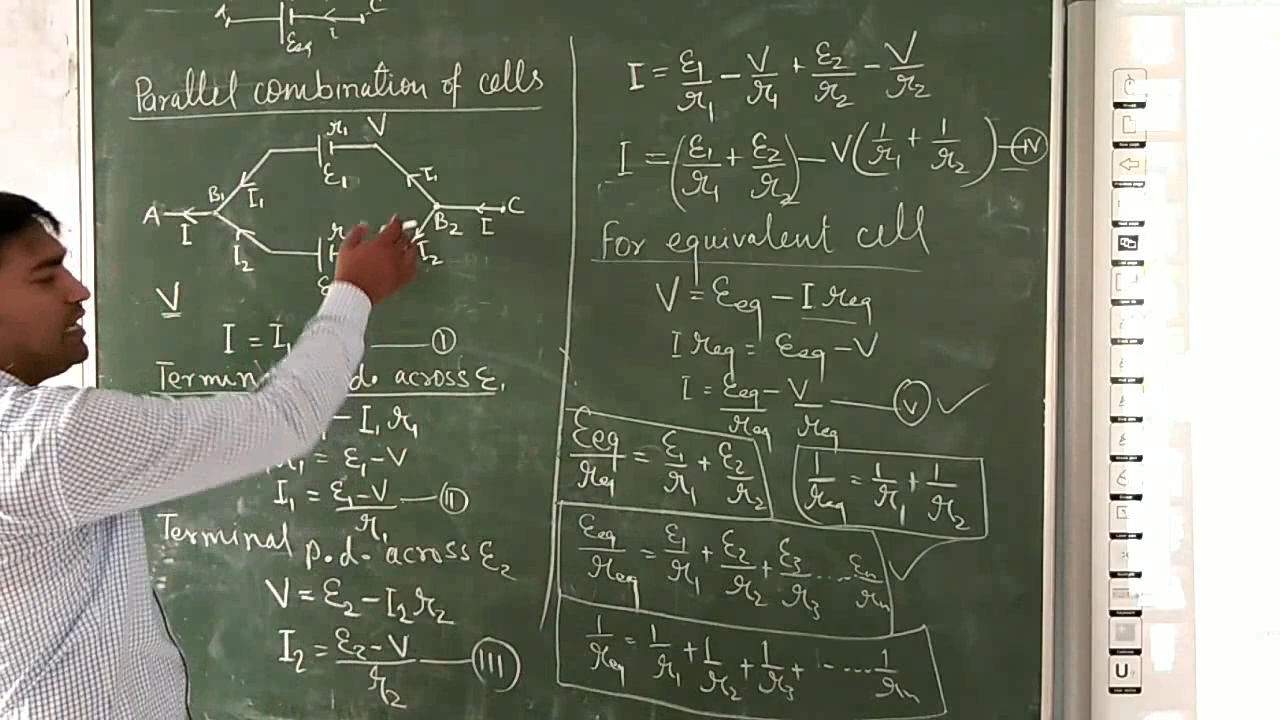 A
C
Eeq
i
Parallel combination of cells
r₁
V
ε₁
I₁
I₁
B₁
A
I
B₂
C
I
I₂
I₂
V
I = I₁ ——— (I)
across ε₁
- I₁r₁
= ε₁-V
I₁ = ε₁-V/r₁ —(II)
Terminal p.d. across ε₂
V = ε₂ - I₂r₂
I₂ = ε₂-V/r₂ ——(III)
I = ε₁/r₁ - V/r₁ + ε₂/r₂ - V/r₂
I = (ε₁/r₁ + ε₂/r₂) - V(1/r₁ + 1/r₂) —(IV)
for equivalent cell
V = εeq - I req
I req = εeq - V
I = εeq/req - V/req ——(V) ✓
εeq/req = ε₁/r₁ + ε₂/r₂
1/req = 1/r₁ + 1/r₂
εeq/req = ε₁/r₁ + ε₂/r₂ + ε₃/r₃ ...... εn/rn ✓
1/req = 1/r₁ + 1/r₂ + 1/r₃ + ...... 1/rn